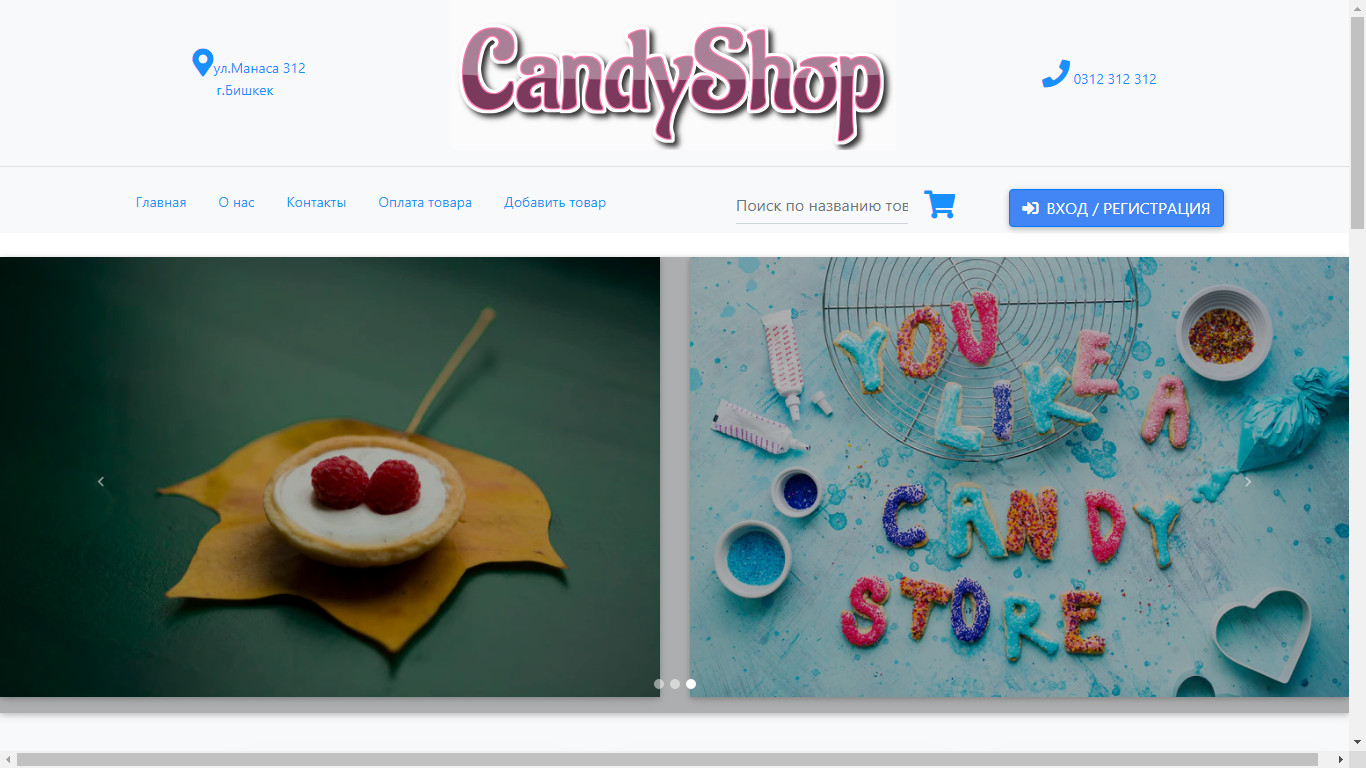 ул.Манаса 312
г.Бишкек
CandyShop
0312 312 312
Главная О нас Контакты Оплата товара Добавить товар
Поиск по названию тов
ВХОД / РЕГИСТРАЦИЯ
YOU
LIKE A
CANDY
STORE